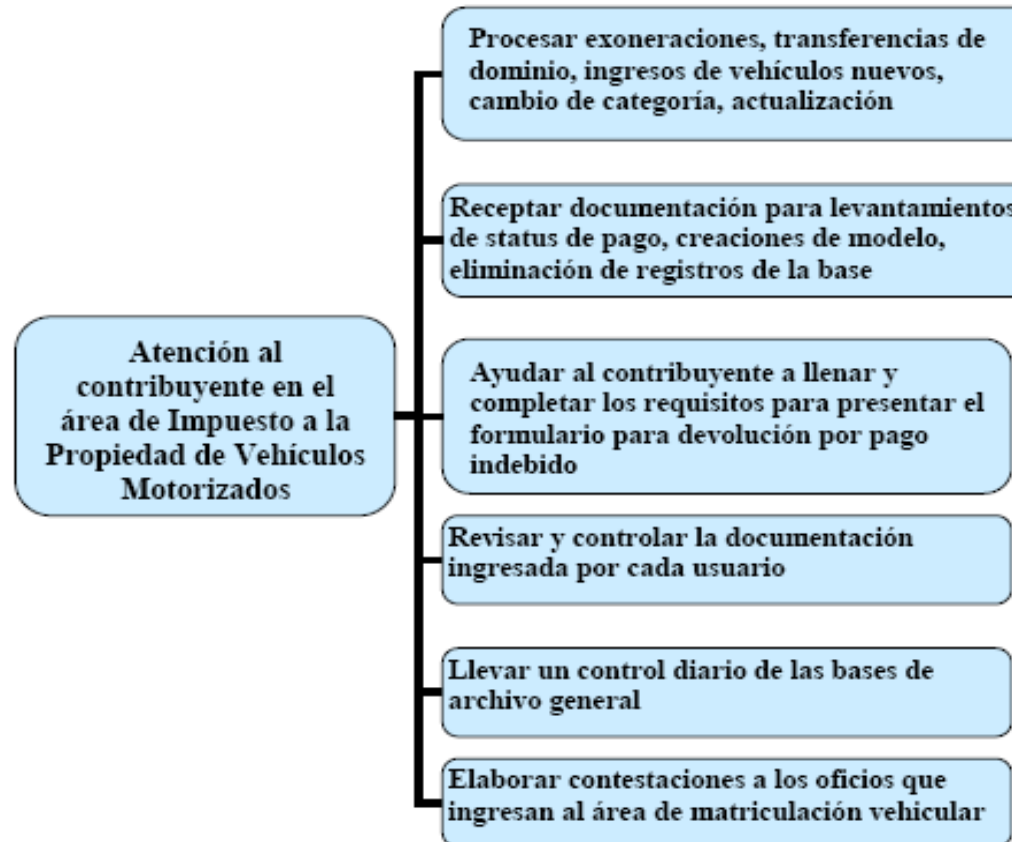 Procesar exoneraciones, transferencias de
dominio, ingresos de vehículos nuevos,
cambio de categoría, actualización
Receptar documentación para levantamientos
de status de pago, creaciones de modelo,
eliminación de registros de la base
Atención al
contribuyente en el
área de Impuesto a la
Propiedad de Vehículos
Motorizados
Ayudar al contribuyente a llenar y
completar los requisitos para presentar el
formulario para devolución por pago
indebido
Revisar y controlar la documentación
ingresada por cada usuario
Llevar un control diario de las bases de
archivo general
Elaborar contestaciones a los oficios que
ingresan al área de matriculación vehicular